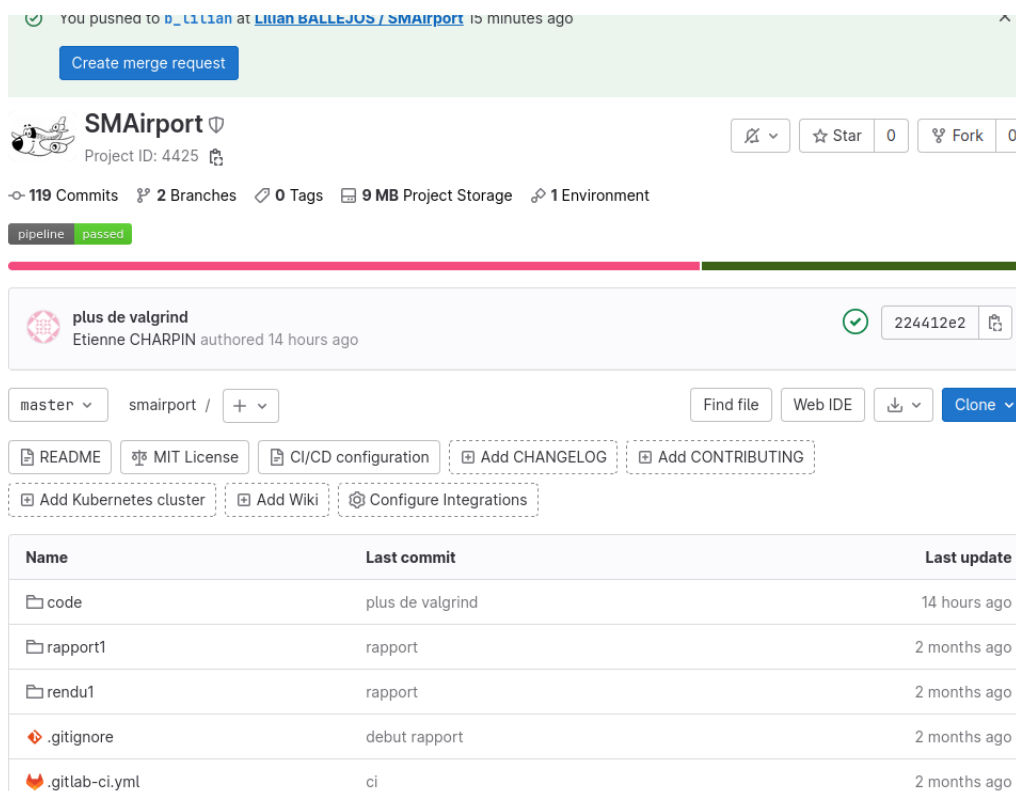 You pushed to b_lilian at Lilian BALLEJOS / SMAirport 15 minutes ago
Create merge request
SMAirport
Project ID: 4425
Star 0 Fork 0
119 Commits 2 Branches 0 Tags 9 MB Project Storage 1 Environment
pipeline passed
plus de valgrind
Etienne CHARPIN authored 14 hours ago
224412e2
master smairport / + Find file Web IDE Clone
README MIT License CI/CD configuration Add CHANGELOG Add CONTRIBUTING
Add Kubernetes cluster Add Wiki Configure Integrations
Name Last commit Last update
code plus de valgrind 14 hours ago
rapport1 rapport 2 months ago
rendu1 rapport 2 months ago
.gitignore debut rapport 2 months ago
.gitlab-ci.yml ci 2 months ago